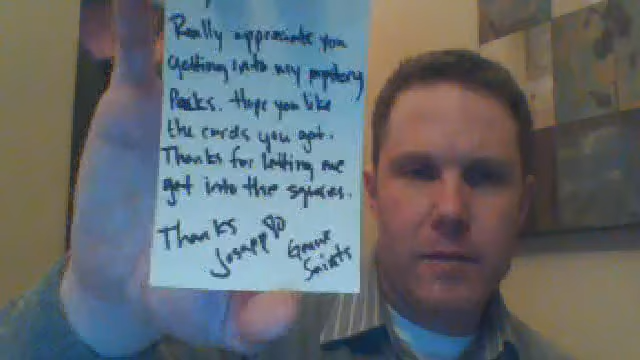 Really appreciate you
getting into my mystery
Packs. Hope you like
the cards you got.
Thanks for letting me
get into the squares.
Thanks
Joseph
Saints